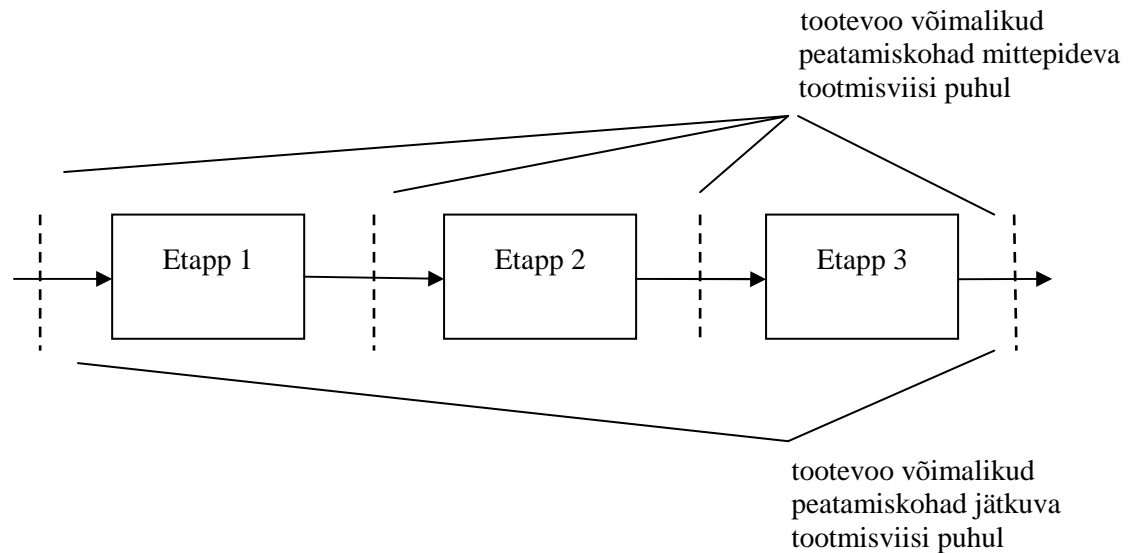 tootevoo võimalikud
peatamiskohad mittepideva
tootmisviisi puhul
Etapp 1
Etapp 2
Etapp 3
tootevoo võimalikud
peatamiskohad jätkuva
tootmisviisi puhul